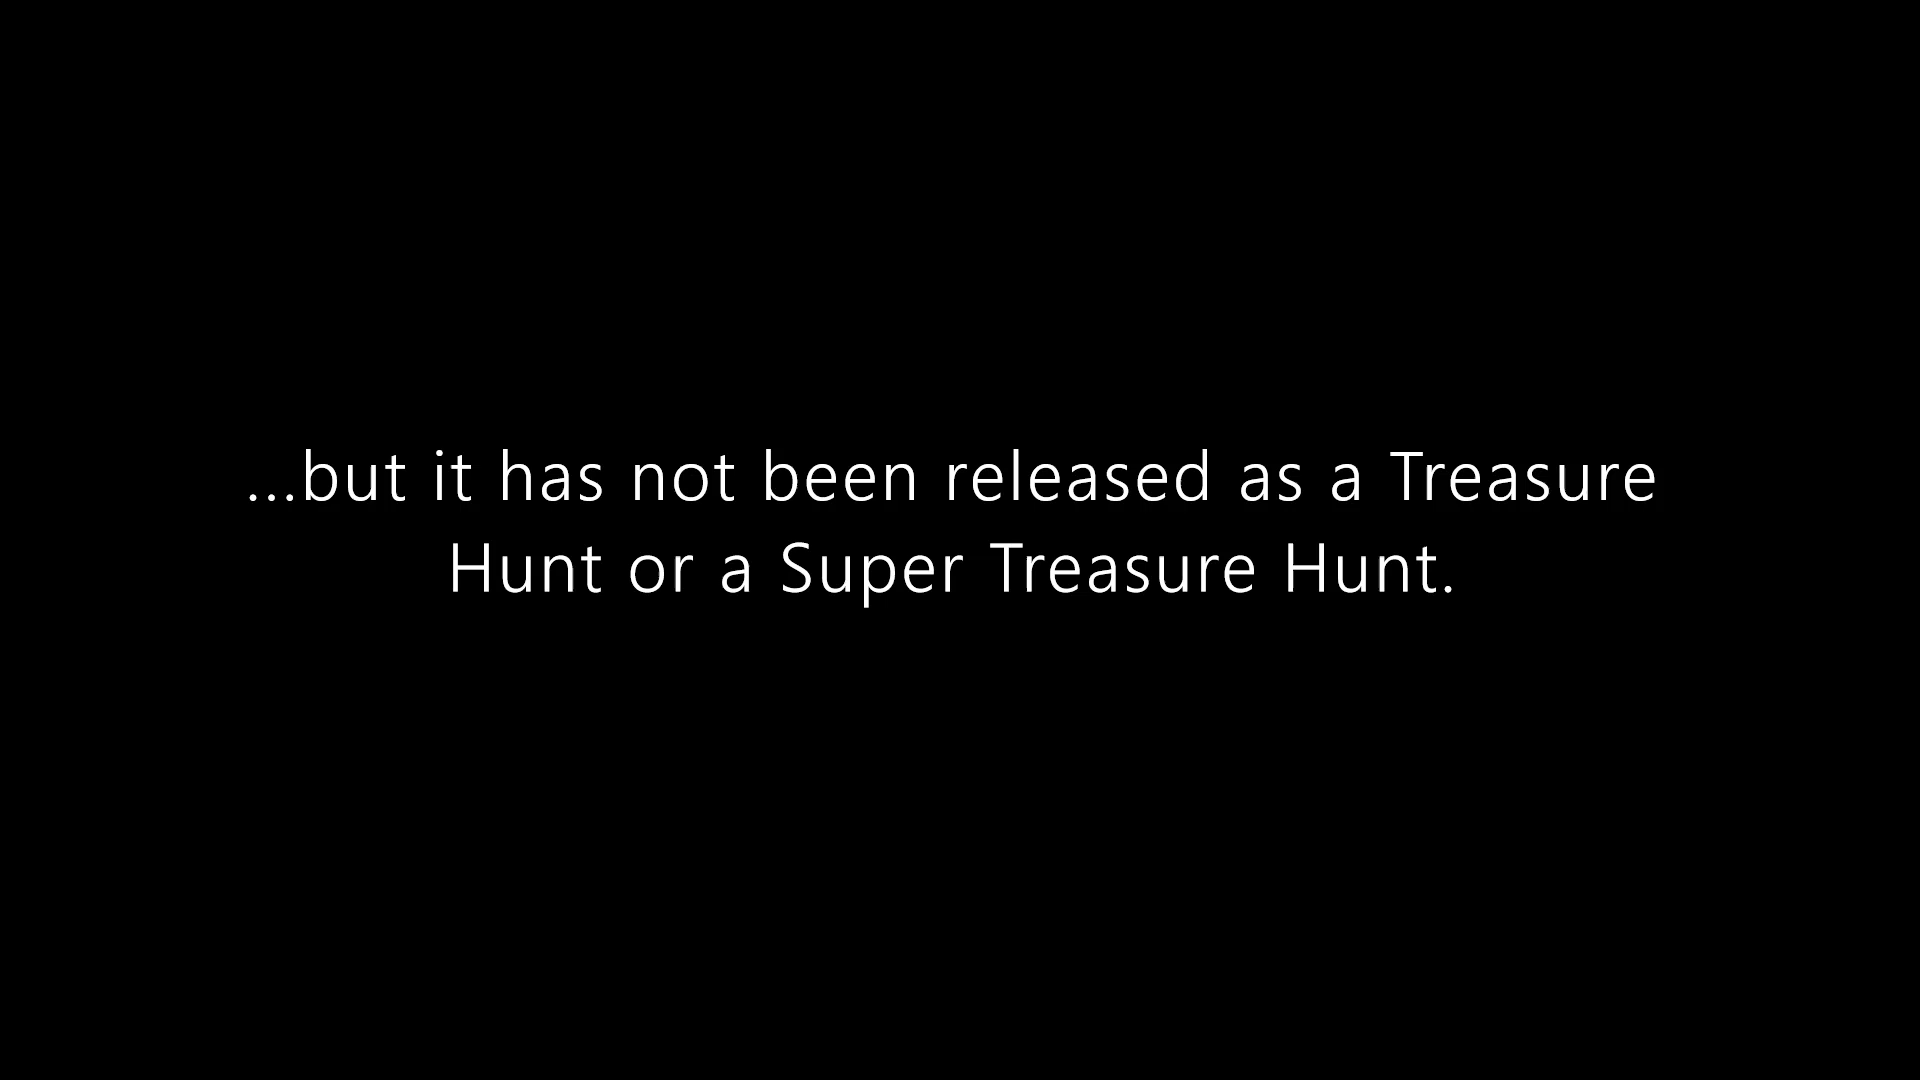 ...but it has not been released as a Treasure
Hunt or a Super Treasure Hunt.